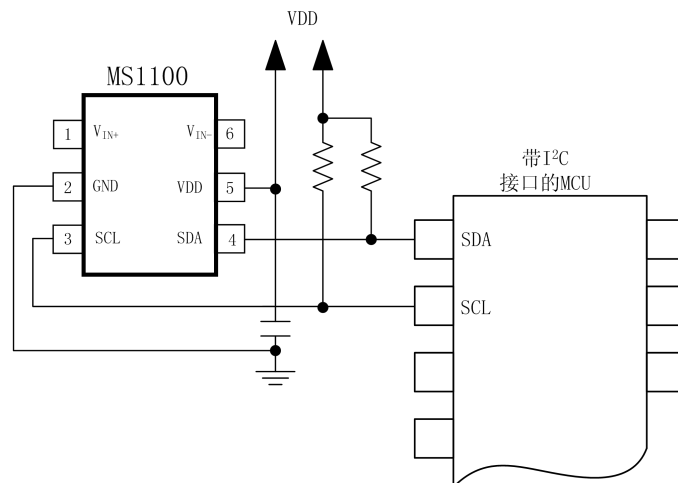 VDD
MS1100
1 V_IN+ V_IN- 6
2 GND VDD 5
3 SCL SDA 4
带I²C
接口的MCU
SDA
SCL